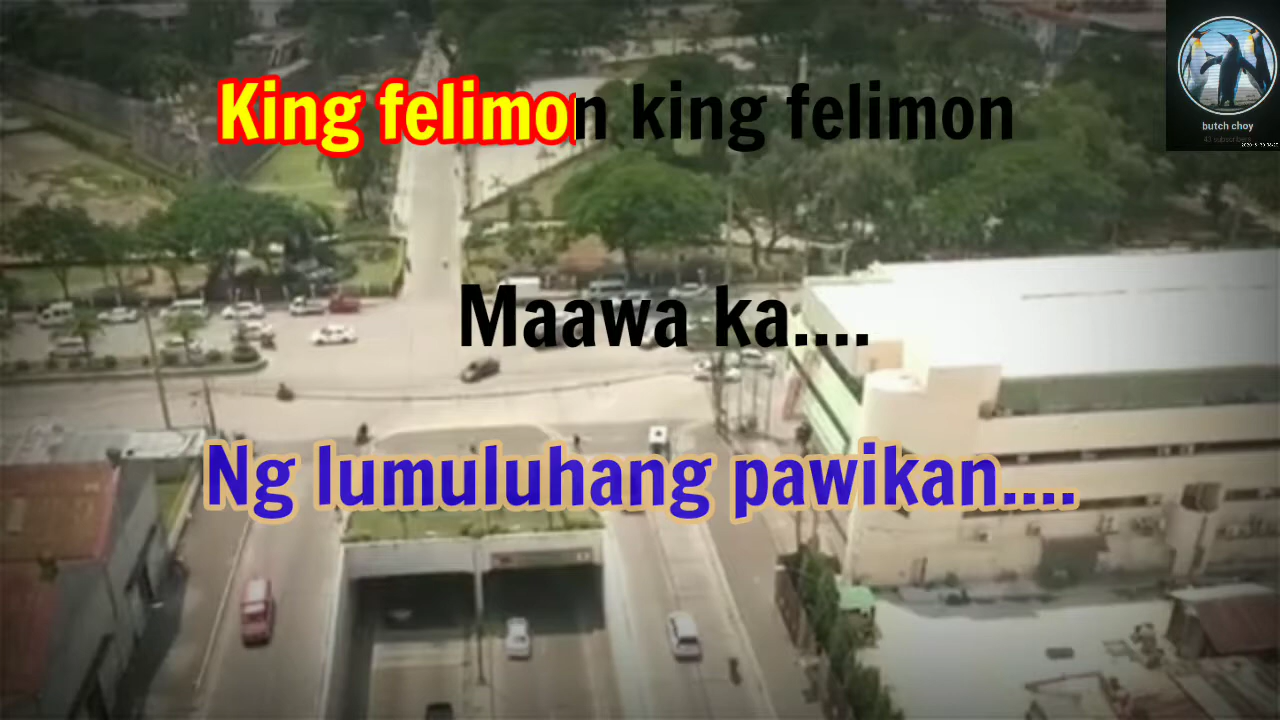 King felimon king felimon
Maawa ka....
Ng lumuluhang pawikan....
butch choy